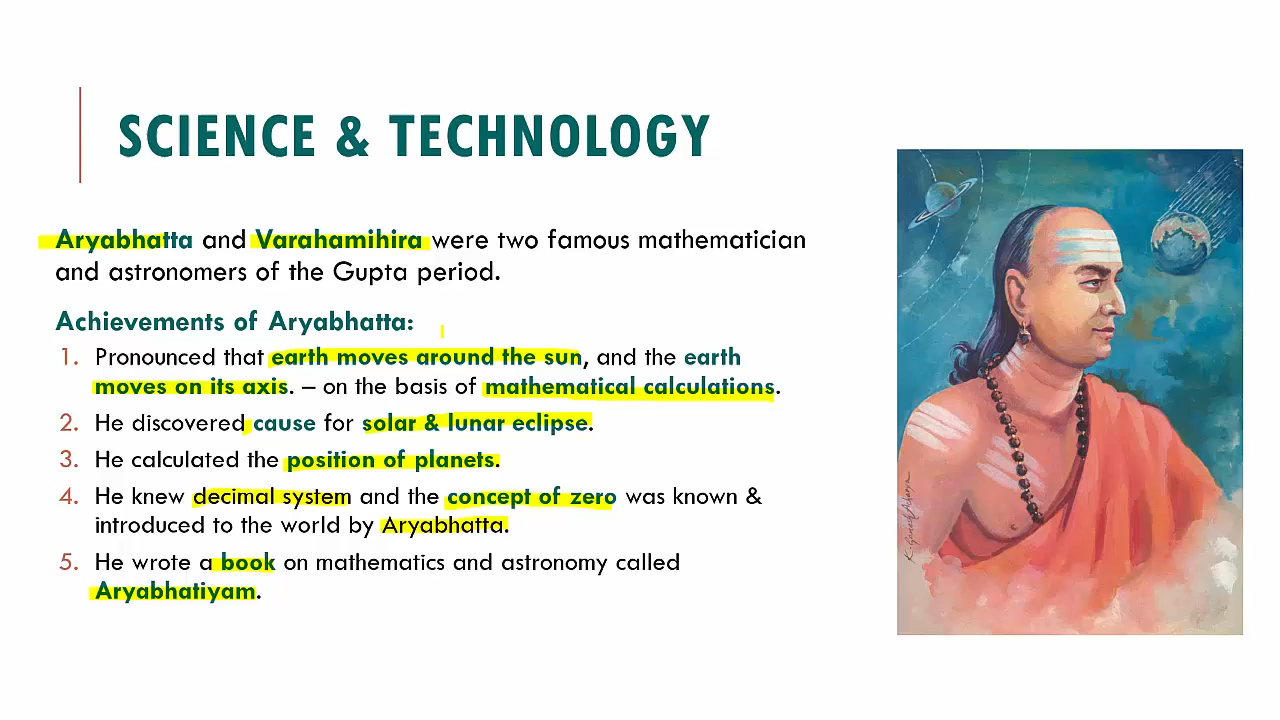 SCIENCE & TECHNOLOGY
Aryabhatta and Varahamihira were two famous mathematician
and astronomers of the Gupta period.
Achievements of Aryabhatta:
1. Pronounced that earth moves around the sun, and the earth
moves on its axis. – on the basis of mathematical calculations.
2. He discovered cause for solar & lunar eclipse.
3. He calculated the position of planets.
4. He knew decimal system and the concept of zero was known &
introduced to the world by Aryabhatta.
5. He wrote a book on mathematics and astronomy called
Aryabhatiyam.
K. Ganesh Acharya